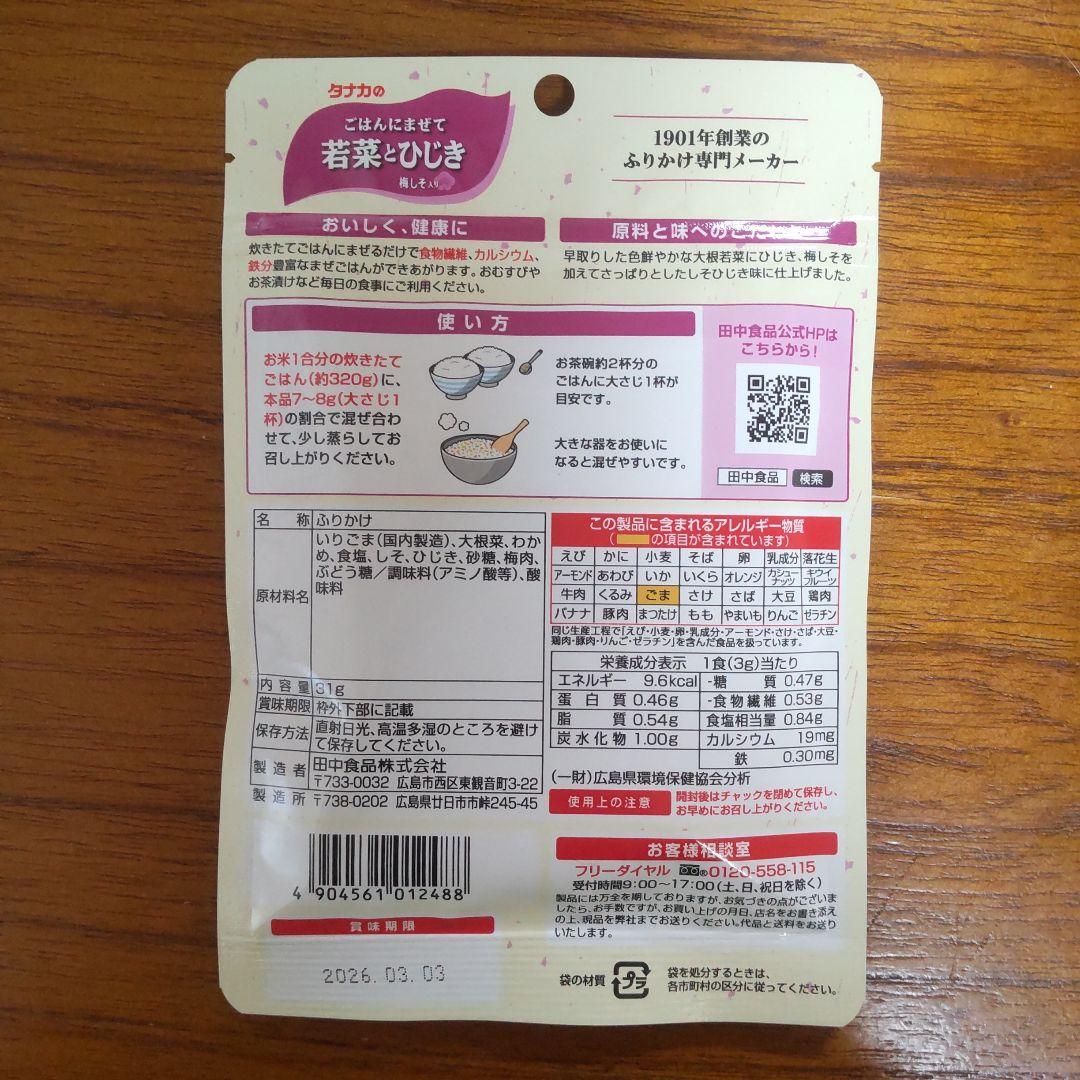 タナカの
ごはんにまぜて
若菜とひじき
梅しそ入り
1901年創業の
ふりかけ専門メーカー
おいしく、健康に
炊きたてごはんにまぜるだけで食物繊維、カルシウム、
鉄分豊富なまぜごはんができあがります。おむすびや
お茶漬けなど毎日の食事にご利用ください。
原料と味へのこだわり
早取りした色鮮やかな大根若菜にひじき、梅しそを
加えてさっぱりとしたしそひじき味に仕上げました。
使い方
お米1合分の炊きたて
ごはん(約320g)に、
本品7〜8g(大さじ1
杯)の割合で混ぜ合わ
せて、少し蒸らしてお
召し上がりください。
お茶碗約2杯分の
ごはんに大さじ1杯が
目安です。
大きな器をお使いに
なると混ぜやすいです。
田中食品公式HPは
こちらから!
田中食品 検索
名称 ふりかけ
原材料名 いりごま(国内製造)、大根菜、わか
め、食塩、しそ、ひじき、砂糖、梅肉、
ぶどう糖/調味料(アミノ酸等)、酸
味料
内容量 31g
賞味期限 枠外下部に記載
保存方法 直射日光、高温多湿のところを避け
て保存してください。
製造者 田中食品株式会社
〒733-0032 広島市西区東観音町3-22
製造所 〒738-0202 広島県廿日市市峠245-45
この製品に含まれるアレルギー物質
(の項目が含まれています)
えび かに 小麦 そば 卵 乳成分 落花生
アーモンド あわび いか いくら オレンジ カシューナッツ キウイフルーツ
牛肉 くるみ ごま さけ さば 大豆 鶏肉
バナナ 豚肉 まつたけ もも やまいも りんご ゼラチン
同じ生産工程で「えび・小麦・卵・乳成分・アーモンド・さけ・さば・大豆・
鶏肉・豚肉・りんご・ゼラチン」を含んだ食品を扱っています。
栄養成分表示 1食(3g)当たり
エネルギー 9.6kcal -糖質 0.47g
蛋白質 0.46g -食物繊維 0.53g
脂質 0.54g 食塩相当量 0.84g
炭水化物 1.00g カルシウム 19mg
鉄 0.30mg
(一財)広島県環境保健協会分析
使用上の注意
開封後はチャックを閉めて保存し、
お早めにお召し上がりください。
お客様相談室
フリーダイヤル 0120-558-115
受付時間9:00〜17:00(土、日、祝日を除く)
製品には万全を期しておりますが、お気づきの点がございま
したら、お手数ですが、お買い上げの月日、店名をお書き添え
の上、現品を弊社までお送りください。代品と送料をお送り
いたします。
4 904561 012488
賞味期限
2026.03.03
袋の材質 プラ
袋を処分するときは、
各市町村の区分に従ってください。